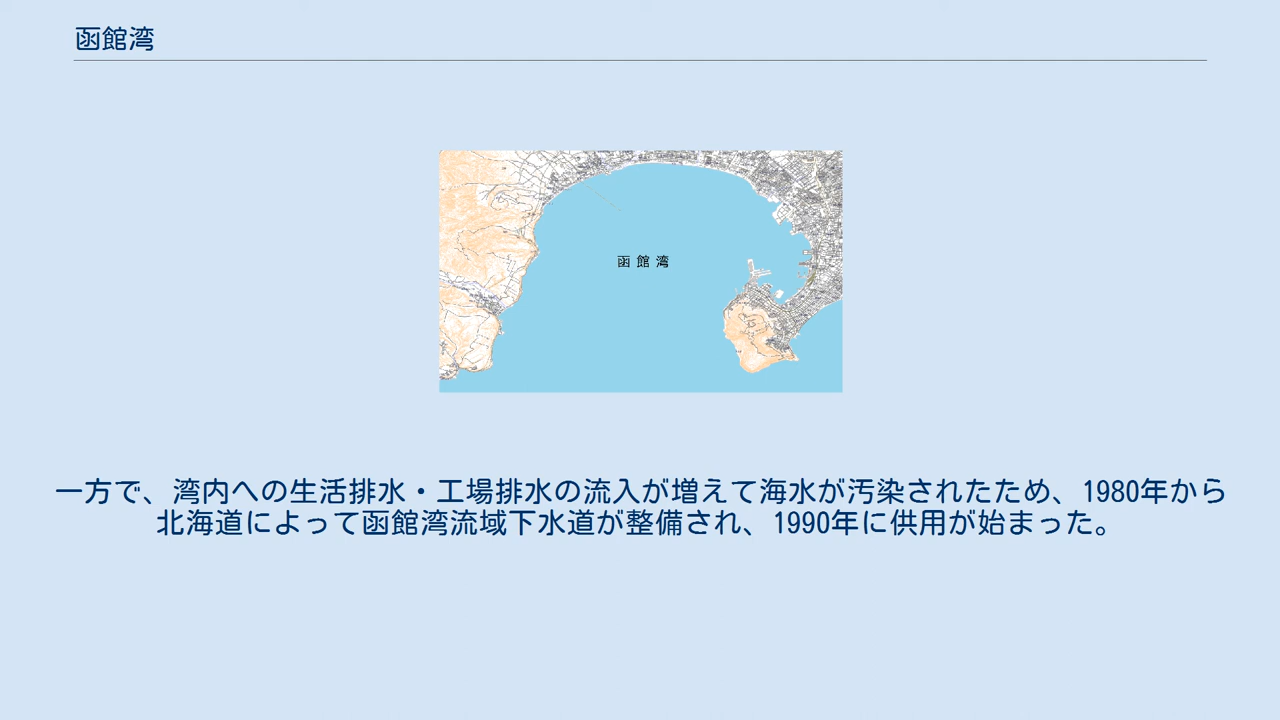 函館湾
函館湾
一方で、湾内への生活排水・工場排水の流入が増えて海水が汚染されたため、1980年から
北海道によって函館湾流域下水道が整備され、1990年に供用が始まった。